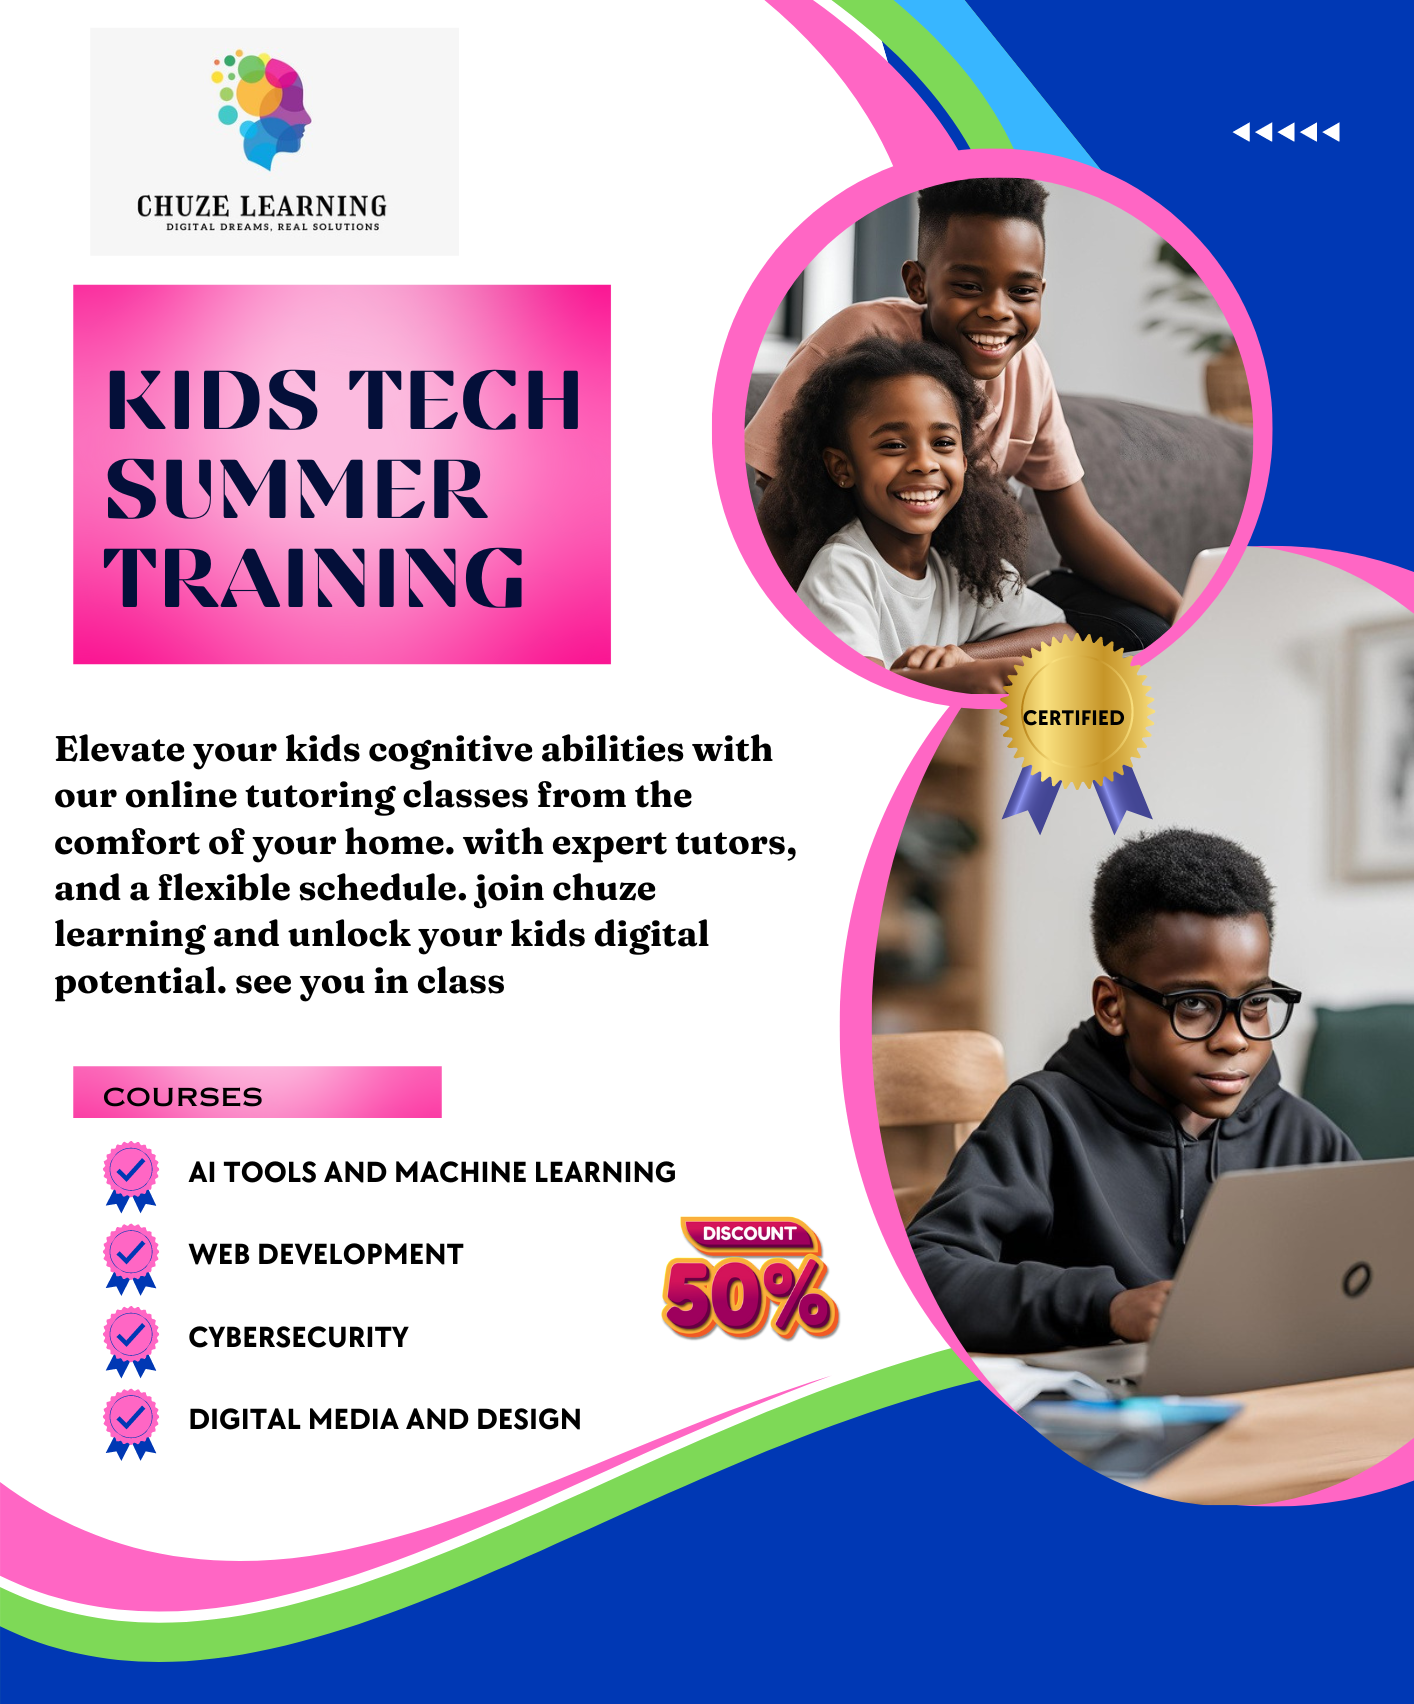 CHUZE LEARNING
DIGITAL DREAMS, REAL SOLUTIONS
KIDS TECH
SUMMER
TRAINING
CERTIFIED
Elevate your kids cognitive abilities with
our online tutoring classes from the
comfort of your home. with expert tutors,
and a flexible schedule. join chuze
learning and unlock your kids digital
potential. see you in class
COURSES
AI TOOLS AND MACHINE LEARNING
WEB DEVELOPMENT
CYBERSECURITY
DIGITAL MEDIA AND DESIGN
DISCOUNT
50%